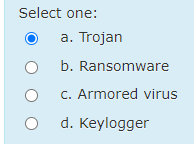 Select one:
a. Trojan
b. Ransomware
c. Armored virus
d. Keylogger